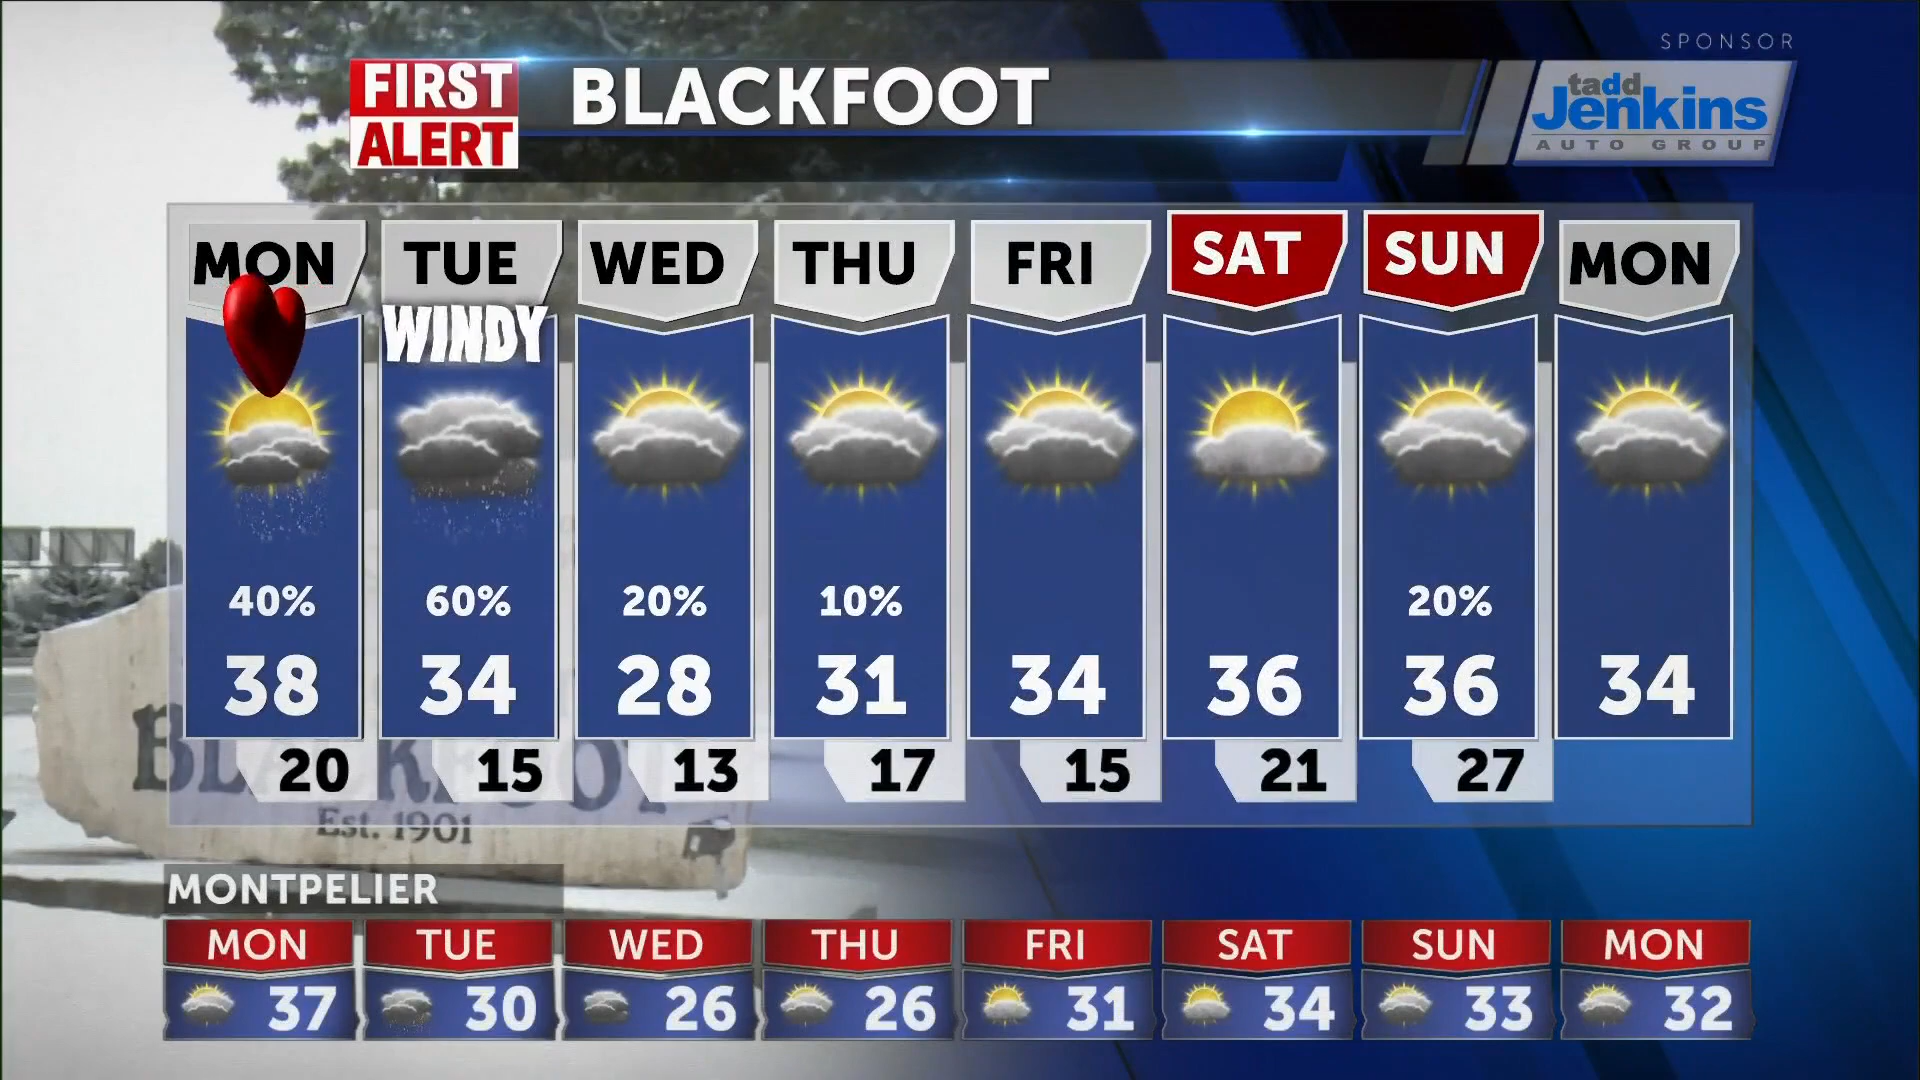 SPONSOR
FIRST
ALERT
BLACKFOOT
tadd
Jenkins
AUTO GROUP
MON TUE WED THU FRI SAT SUN MON
WINDY
40% 60% 20% 10% 20%
38 34 28 31 34 36 36 34
20 15 13 17 15 21 27
BLACKFOOT
Est. 1901
MONTPELIER
MON TUE WED THU FRI SAT SUN MON
37 30 26 26 31 34 33 32